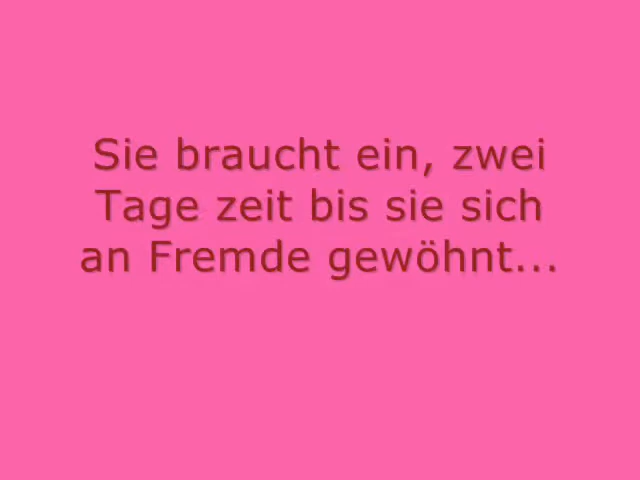 Sie braucht ein, zwei
Tage zeit bis sie sich
an Fremde gewöhnt...